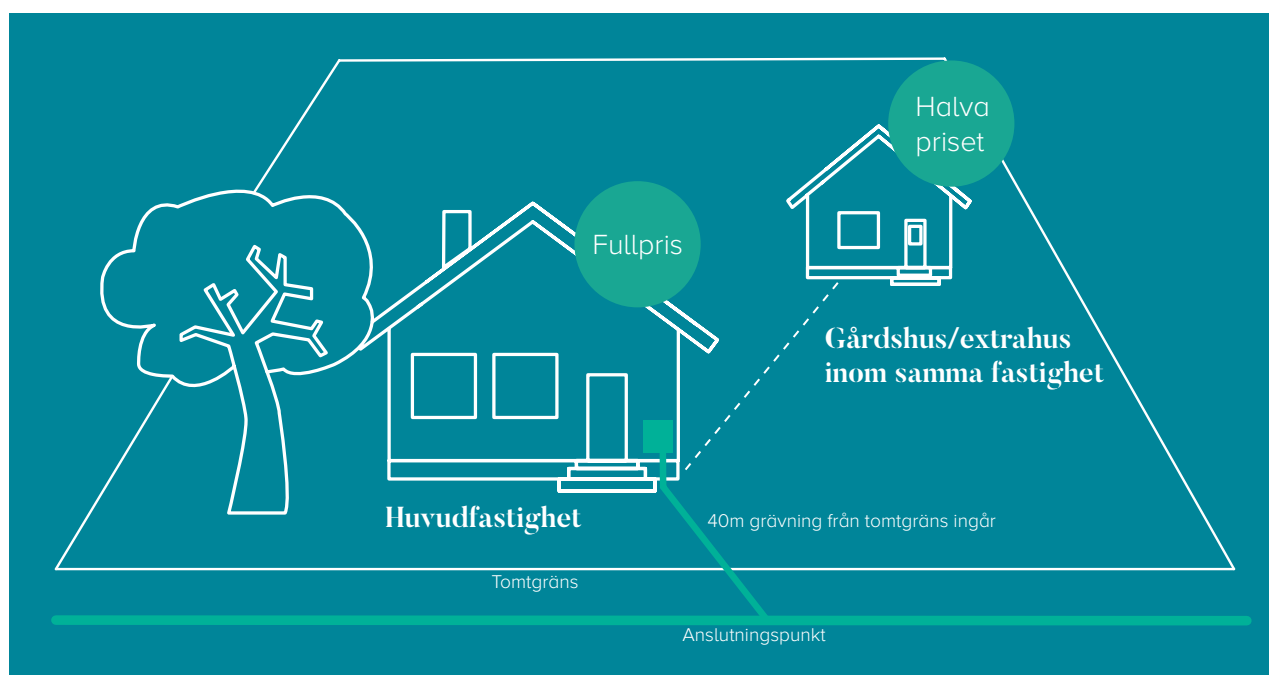 Halva
priset
Fullpris
Gårdshus/extrahus
inom samma fastighet
Huvudfastighet
40m grävning från tomtgräns ingår
Tomtgräns
Anslutningspunkt